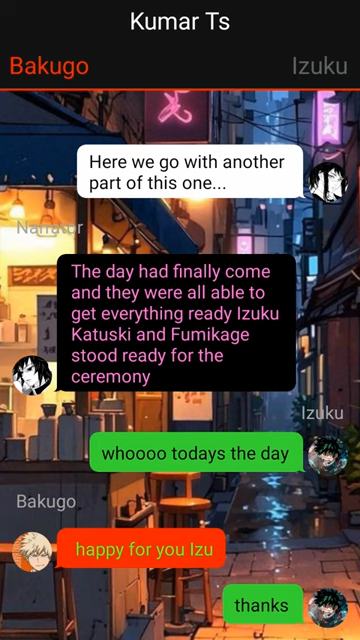 Kumar Ts
Bakugo
Izuku
Here we go with another
part of this one...
Narrator
The day had finally come
and they were all able to
get everything ready Izuku
Katuski and Fumikage
stood ready for the
ceremony
Izuku
whoooo todays the day
Bakugo
happy for you Izu
thanks